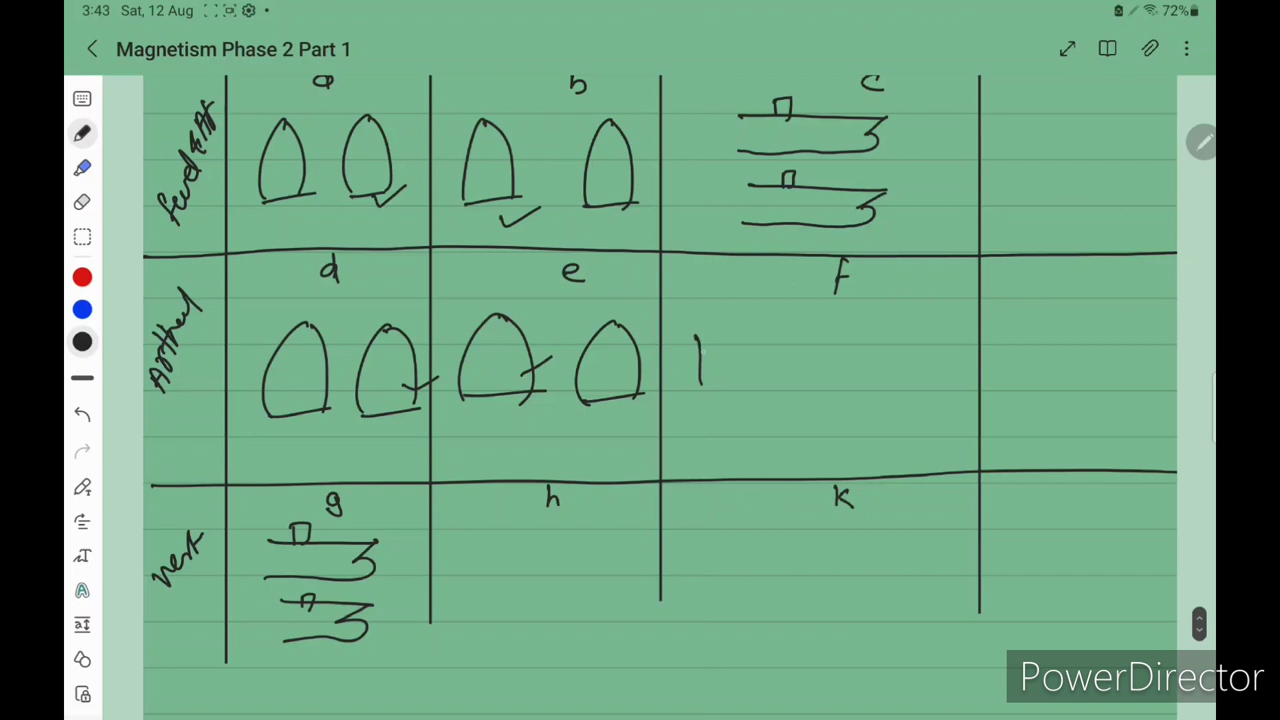 3:43 Sat, 12 Aug
72%
Magnetism Phase 2 Part 1
a b c
d e f
g h k
PowerDirector